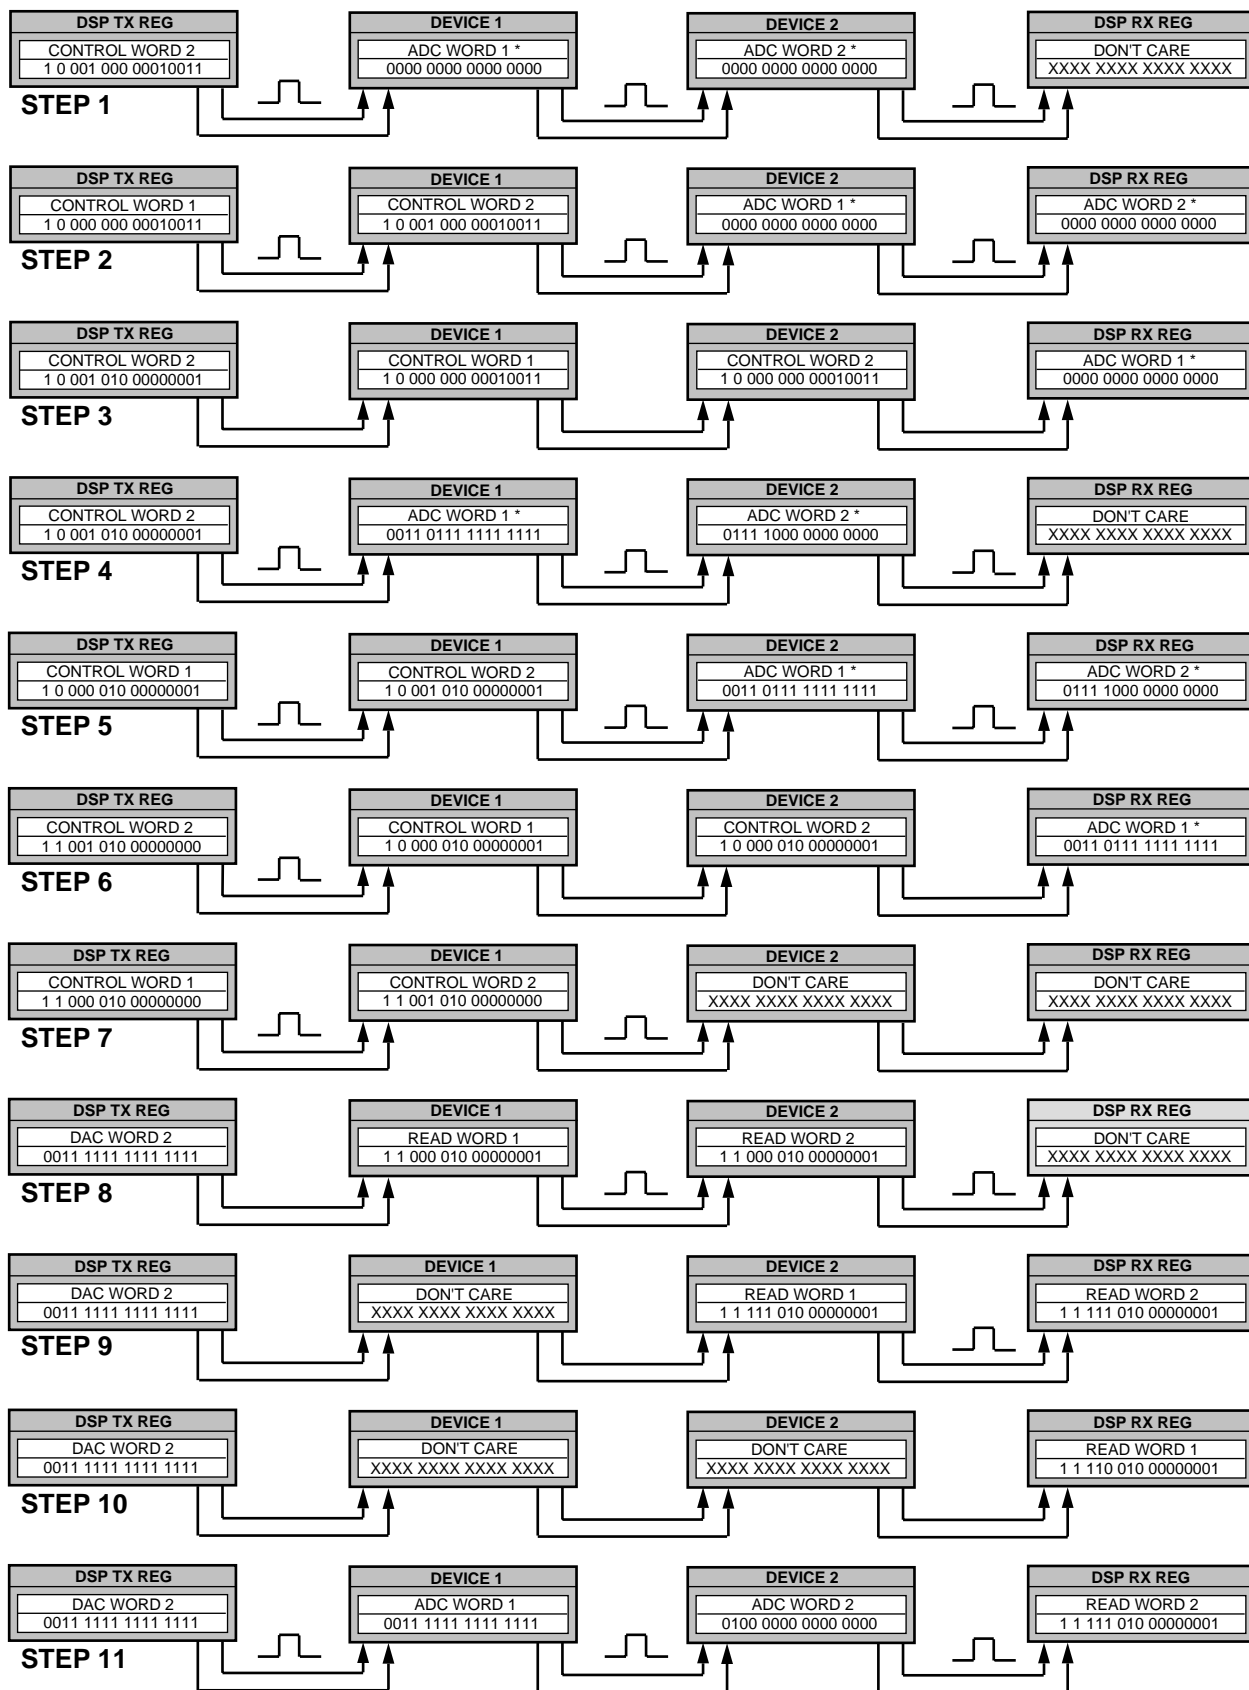 DSP TX REG DEVICE 1 DEVICE 2 DSP RX REG
CONTROL WORD 2 ADC WORD 1 * ADC WORD 2 * DON'T CARE
1 0 001 000 00010011 0000 0000 0000 0000 0000 0000 0000 0000 XXXX XXXX XXXX XXXX
STEP 1
DSP TX REG DEVICE 1 DEVICE 2 DSP RX REG
CONTROL WORD 1 CONTROL WORD 2 ADC WORD 1 * ADC WORD 2 *
1 0 000 000 00010011 1 0 001 000 00010011 0000 0000 0000 0000 0000 0000 0000 0000
STEP 2
DSP TX REG DEVICE 1 DEVICE 2 DSP RX REG
CONTROL WORD 2 CONTROL WORD 1 CONTROL WORD 2 ADC WORD 1 *
1 0 001 010 00000001 1 0 000 000 00010011 1 0 000 000 00010011 0000 0000 0000 0000
STEP 3
DSP TX REG DEVICE 1 DEVICE 2 DSP RX REG
CONTROL WORD 2 ADC WORD 1 * ADC WORD 2 * DON'T CARE
1 0 001 010 00000001 0011 0111 1111 1111 0111 1000 0000 0000 XXXX XXXX XXXX XXXX
STEP 4
DSP TX REG DEVICE 1 DEVICE 2 DSP RX REG
CONTROL WORD 1 CONTROL WORD 2 ADC WORD 1 * ADC WORD 2 *
1 0 000 010 00000001 1 0 001 010 00000001 0011 0111 1111 1111 0111 1000 0000 0000
STEP 5
DSP TX REG DEVICE 1 DEVICE 2 DSP RX REG
CONTROL WORD 2 CONTROL WORD 1 CONTROL WORD 2 ADC WORD 1 *
1 1 001 010 00000000 1 0 000 010 00000001 1 0 000 010 00000001 0011 0111 1111 1111
STEP 6
DSP TX REG DEVICE 1 DEVICE 2 DSP RX REG
CONTROL WORD 1 CONTROL WORD 2 DON'T CARE DON'T CARE
1 1 000 010 00000000 1 1 001 010 00000000 XXXX XXXX XXXX XXXX XXXX XXXX XXXX XXXX
STEP 7
DSP TX REG DEVICE 1 DEVICE 2 DSP RX REG
DAC WORD 2 READ WORD 1 READ WORD 2 DON'T CARE
0011 1111 1111 1111 1 1 000 010 00000001 1 1 000 010 00000001 XXXX XXXX XXXX XXXX
STEP 8
DSP TX REG DEVICE 1 DEVICE 2 DSP RX REG
DAC WORD 2 DON'T CARE READ WORD 1 READ WORD 2
0011 1111 1111 1111 XXXX XXXX XXXX XXXX 1 1 111 010 00000001 1 1 111 010 00000001
STEP 9
DSP TX REG DEVICE 1 DEVICE 2 DSP RX REG
DAC WORD 2 DON'T CARE DON'T CARE READ WORD 1
0011 1111 1111 1111 XXXX XXXX XXXX XXXX XXXX XXXX XXXX XXXX 1 1 110 010 00000001
STEP 10
DSP TX REG DEVICE 1 DEVICE 2 DSP RX REG
DAC WORD 2 ADC WORD 1 ADC WORD 2 READ WORD 2
0011 1111 1111 1111 0011 1111 1111 1111 0100 0000 0000 0000 1 1 111 010 00000001
STEP 11